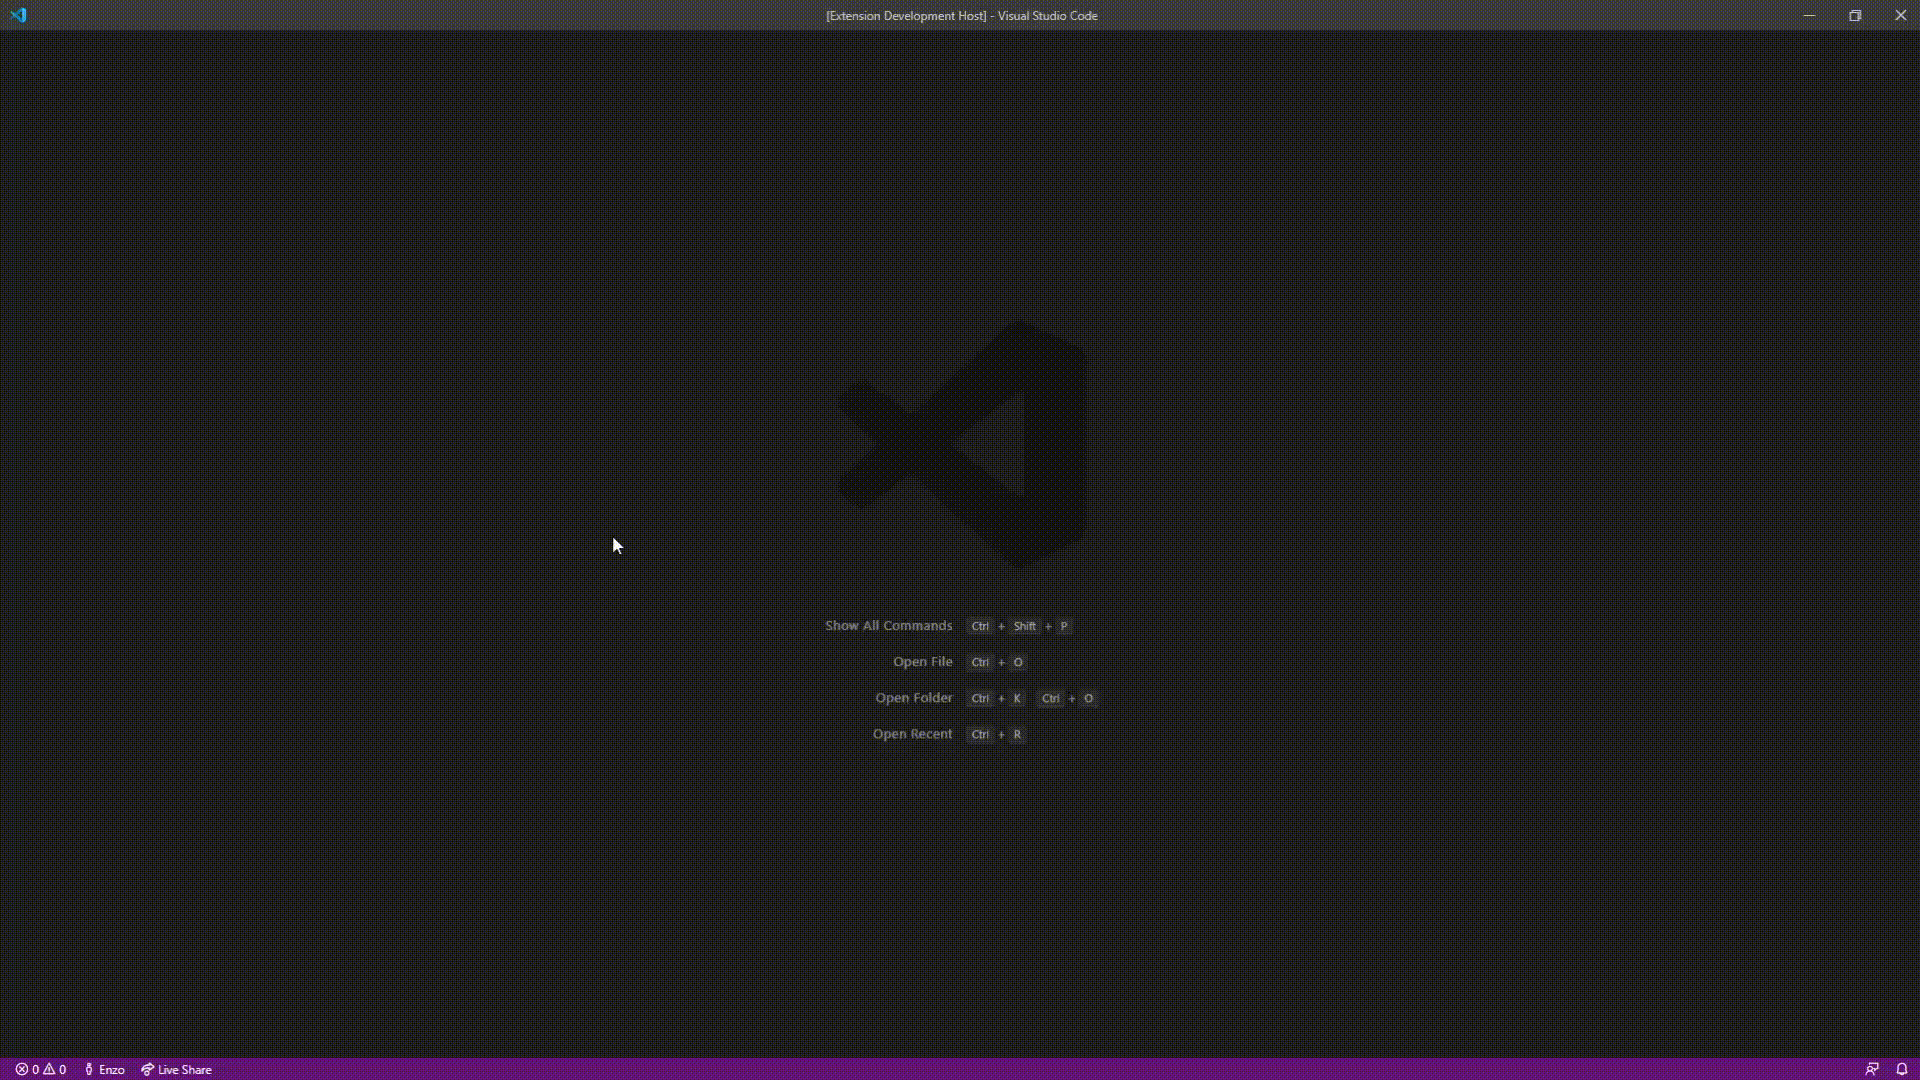 [Extension Development Host] - Visual Studio Code
Show All Commands Ctrl + Shift + P
Open File Ctrl + O
Open Folder Ctrl + K Ctrl + O
Open Recent Ctrl + R
0 0 Enzo Live Share